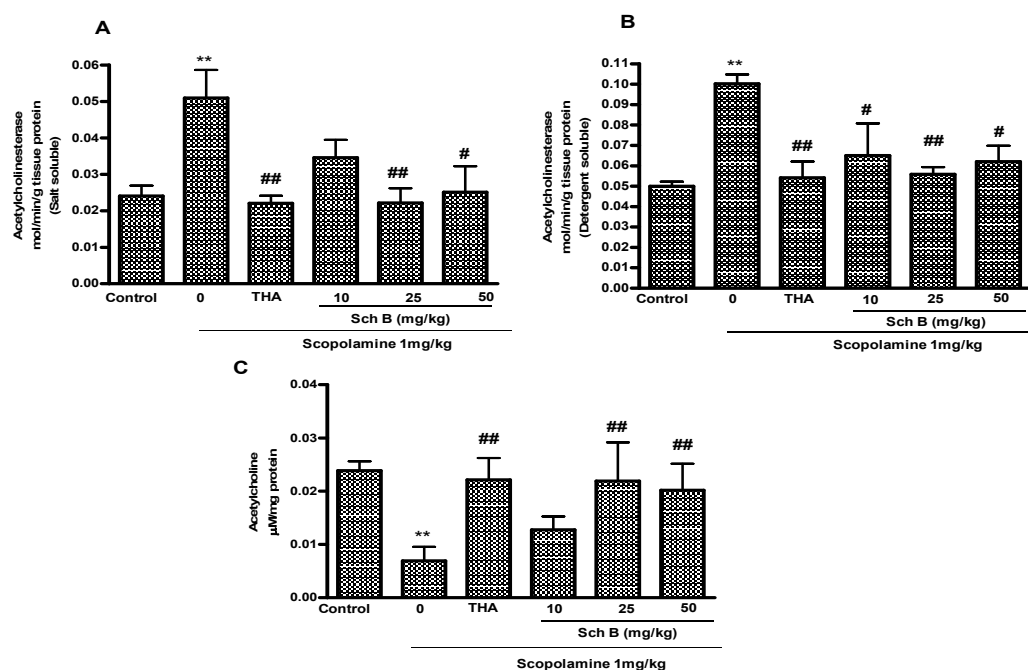 A
Acetylcholinesterase
mol/min/g tissue protein
(Salt soluble)
0.06
0.05
0.04
0.03
0.02
0.01
0.00
**
##
##
#
Control
0
THA
10
25
50
Sch B (mg/kg)
Scopolamine 1mg/kg
B
Acetylcholinesterase
mol/min/g tissue protein
(Detergent soluble)
0.11
0.10
0.09
0.08
0.07
0.06
0.05
0.04
0.03
0.02
0.01
0.00
**
##
#
##
#
Control
0
THA
10
25
50
Sch B (mg/kg)
Scopolamine 1mg/kg
C
Acetylcholine
µM/mg protein
0.04
0.03
0.02
0.01
0.00
**
##
##
##
Control
0
THA
10
25
50
Sch B (mg/kg)
Scopolamine 1mg/kg